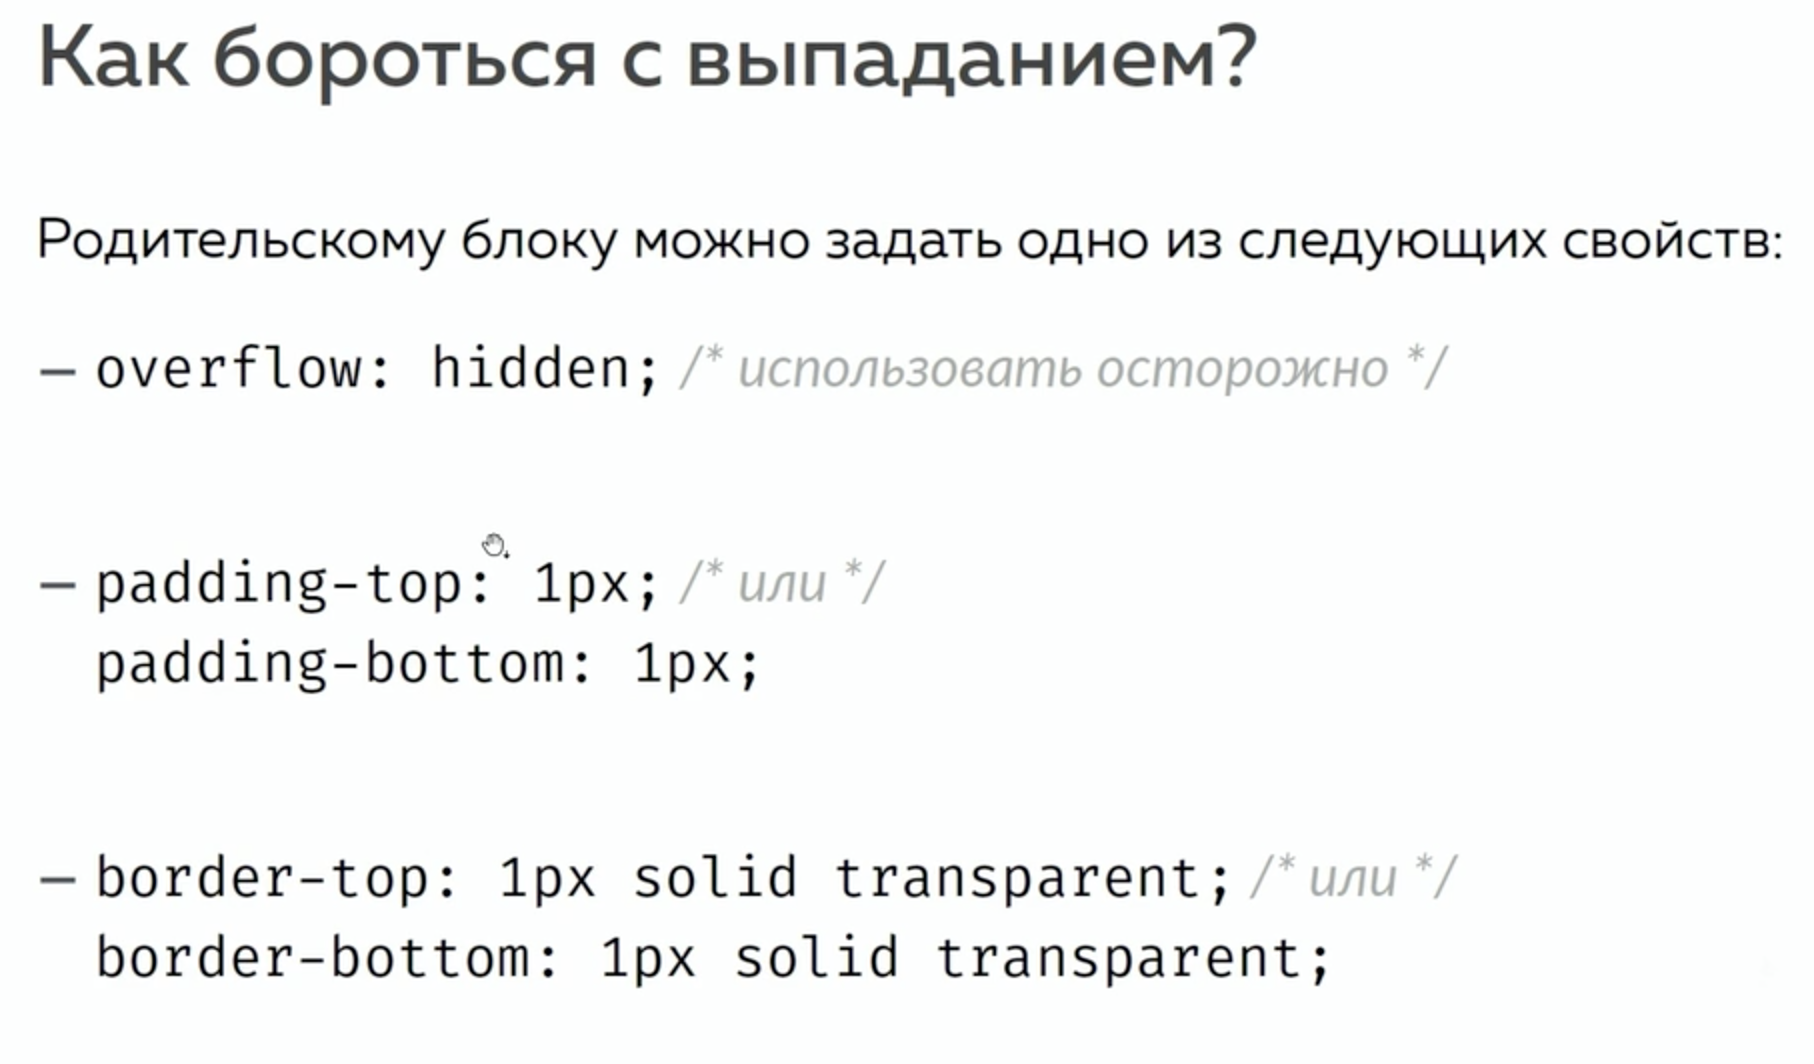 Как бороться с выпаданием?
Родительскому блоку можно задать одно из следующих свойств:
— overflow: hidden; /* использовать осторожно */
— padding-top: 1px; /* или */
padding-bottom: 1px;
— border-top: 1px solid transparent; /* или */
border-bottom: 1px solid transparent;